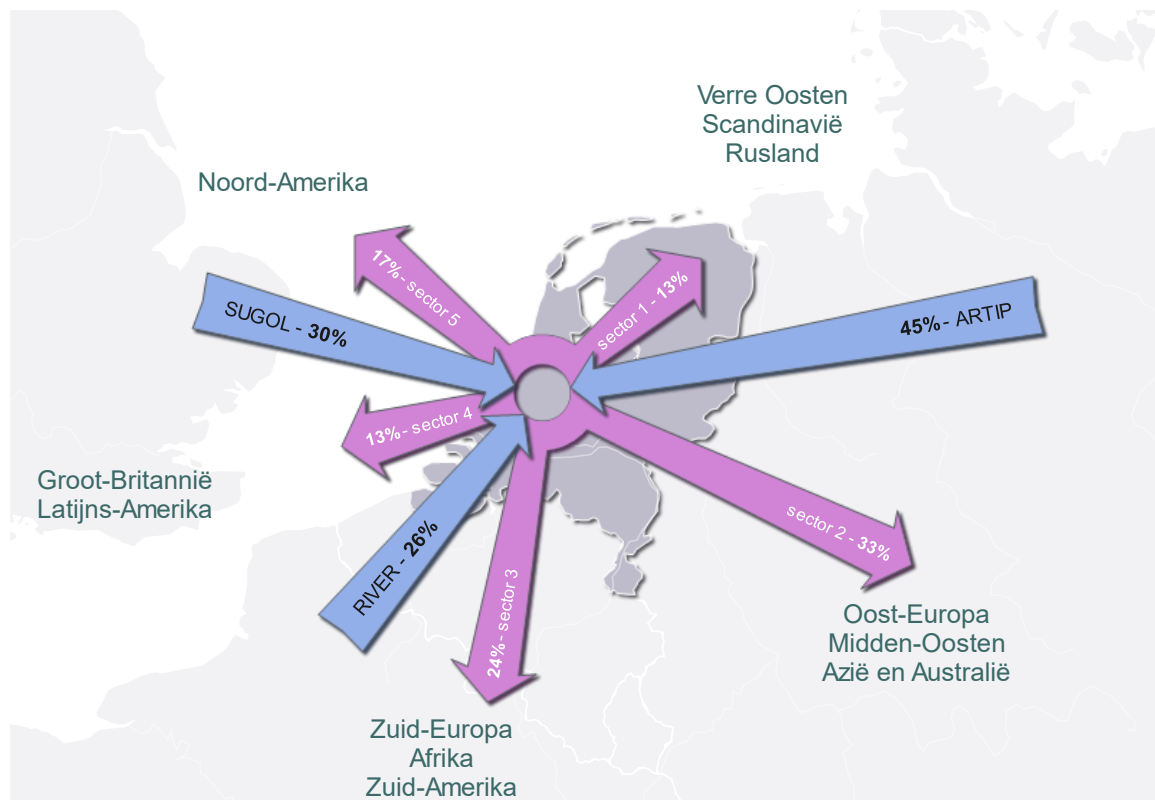 Verre Oosten
Scandinavië
Rusland
Noord-Amerika
17% - sector 5
sector 1 - 13%
SUGOL - 30%
45% - ARTIP
13% - sector 4
Groot-Britannië
Latijns-Amerika
RIVER - 26%
24% - sector 3
sector 2 - 33%
Oost-Europa
Midden-Oosten
Azië en Australië
Zuid-Europa
Afrika
Zuid-Amerika